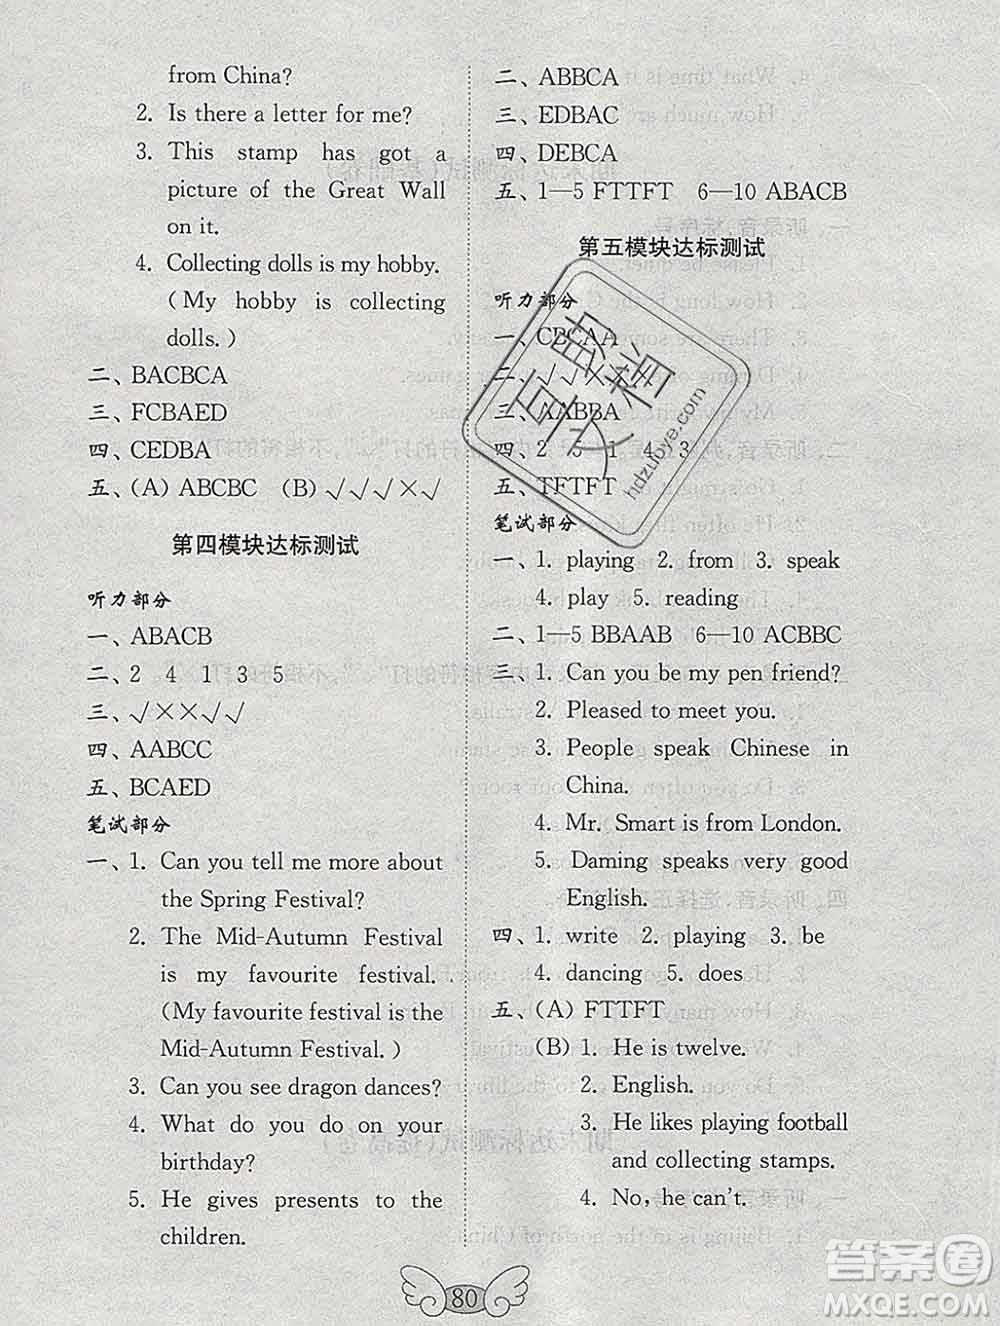 from China?
2. Is there a letter for me?
3. This stamp has got a
picture of the Great Wall
on it.
4. Collecting dolls is my hobby.
(My hobby is collecting
dolls.)
二、BACBCA
三、FCBAED
四、CEDBA
五、(A) ABCBC (B) √√√×√
第四模块达标测试
听力部分
一、ABACB
二、2 4 1 3 5
三、√××√√
四、AABCC
五、BCAED
笔试部分
一、1. Can you tell me more about
the Spring Festival?
2. The Mid-Autumn Festival
is my favourite festival.
(My favourite festival is the
Mid-Autumn Festival.)
3. Can you see dragon dances?
4. What do you do on your
birthday?
5. He gives presents to the
children.
二、ABBCA
三、EDBAC
四、DEBCA
五、1—5 FTTFT 6—10 ABACB
第五模块达标测试
听力部分
一、CBCAA
二、
三、AABBA
四、2 5 1 4 3
五、TFTFT
笔试部分
一、1. playing 2. from 3. speak
4. play 5. reading
二、1—5 BBAAB 6—10 ACBBC
三、1. Can you be my pen friend?
2. Pleased to meet you.
3. People speak Chinese in
China.
4. Mr. Smart is from London.
5. Daming speaks very good
English.
四、1. write 2. playing 3. be
4. dancing 5. does
五、(A) FTTFT
(B) 1. He is twelve.
2. English.
3. He likes playing football
and collecting stamps.
4. No, he can't.
80
作业精灵
hdzuoye.com
答案圈
MXQE.COM